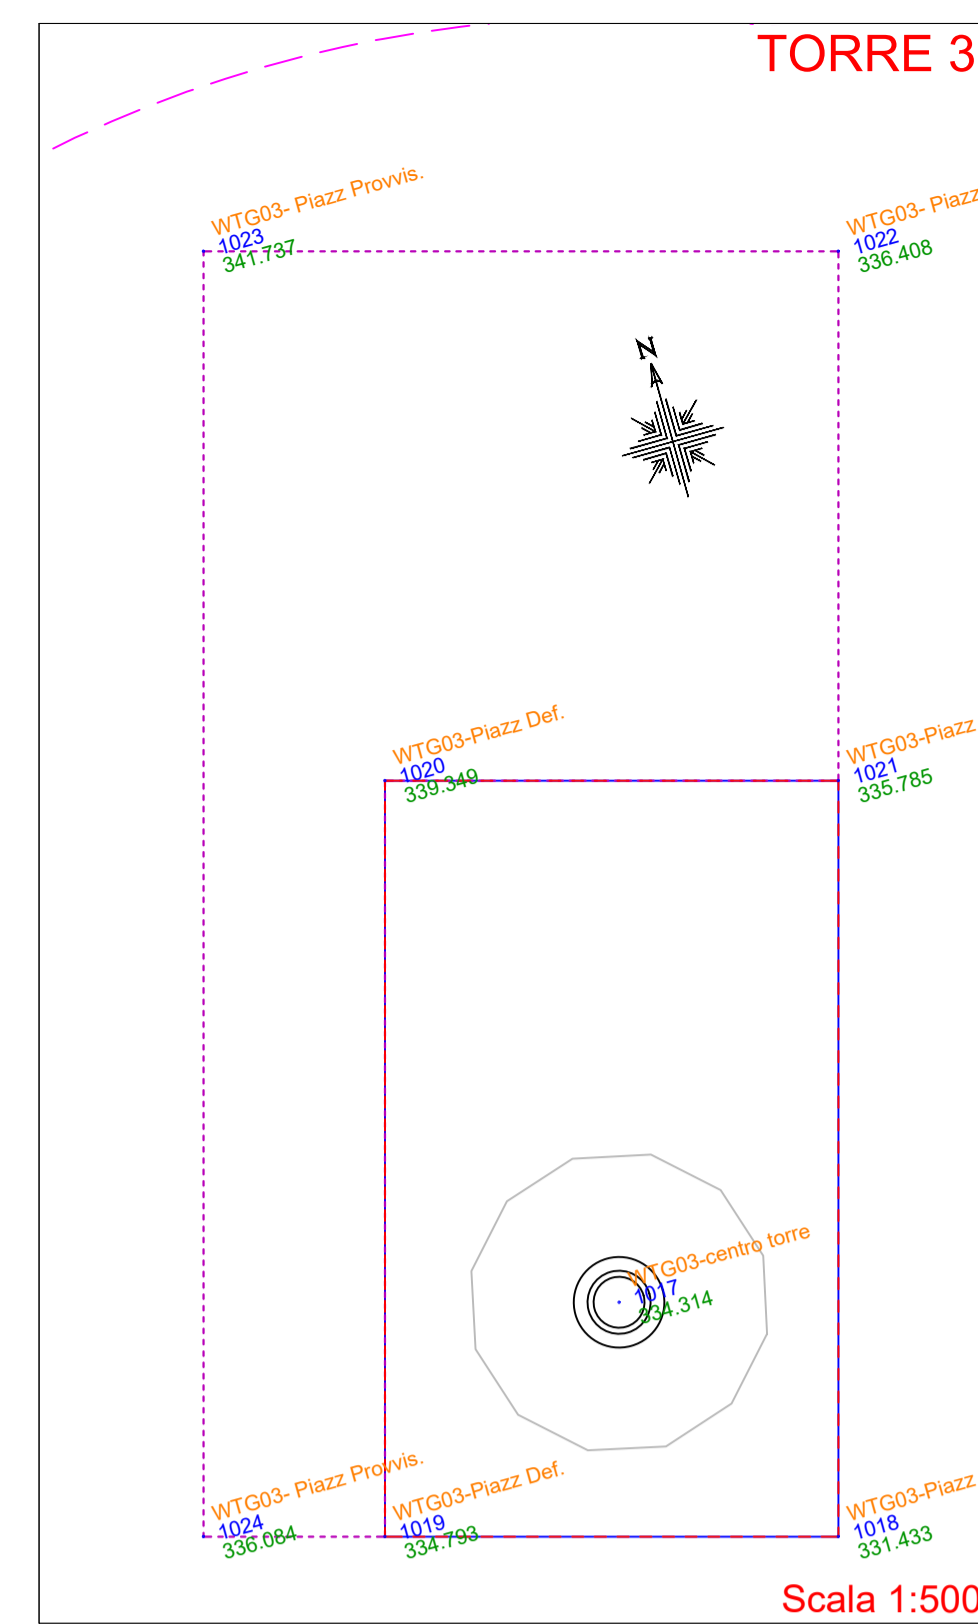 TORRE 3
WTG03- Piazz Provvis.
1023
341.737
WTG03- Piazz
1022
336.408
N
WTG03-Piazz Def.
1020
339.349
WTG03-Piazz
1021
335.785
WTG03-centro torre
1017
334.314
WTG03- Piazz Provvis.
1024
336.084
WTG03-Piazz Def.
1019
334.793
WTG03-Piazz
1018
331.433
Scala 1:500